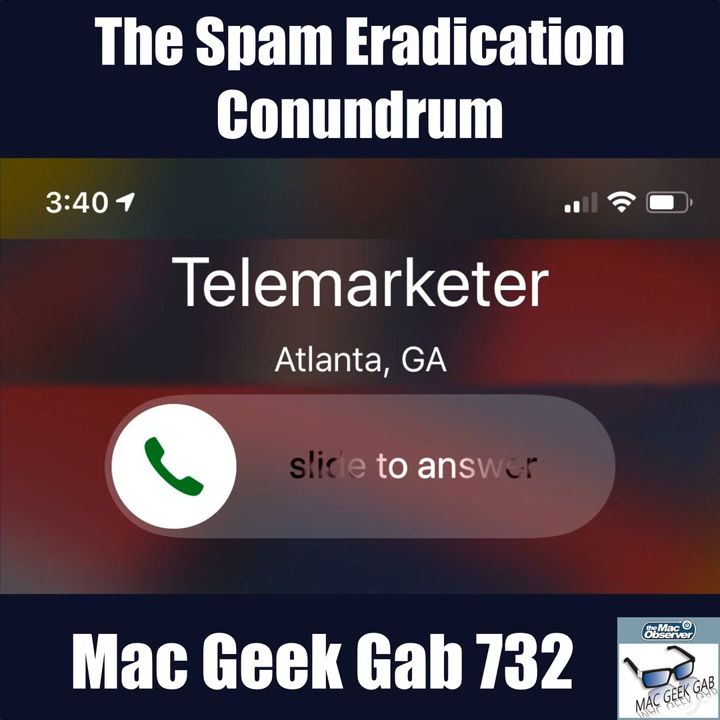 The Spam Eradication
Conundrum
3:40
Telemarketer
Atlanta, GA
slide to answer
Mac Geek Gab 732
the Mac
Observer
MAC GEEK GAB